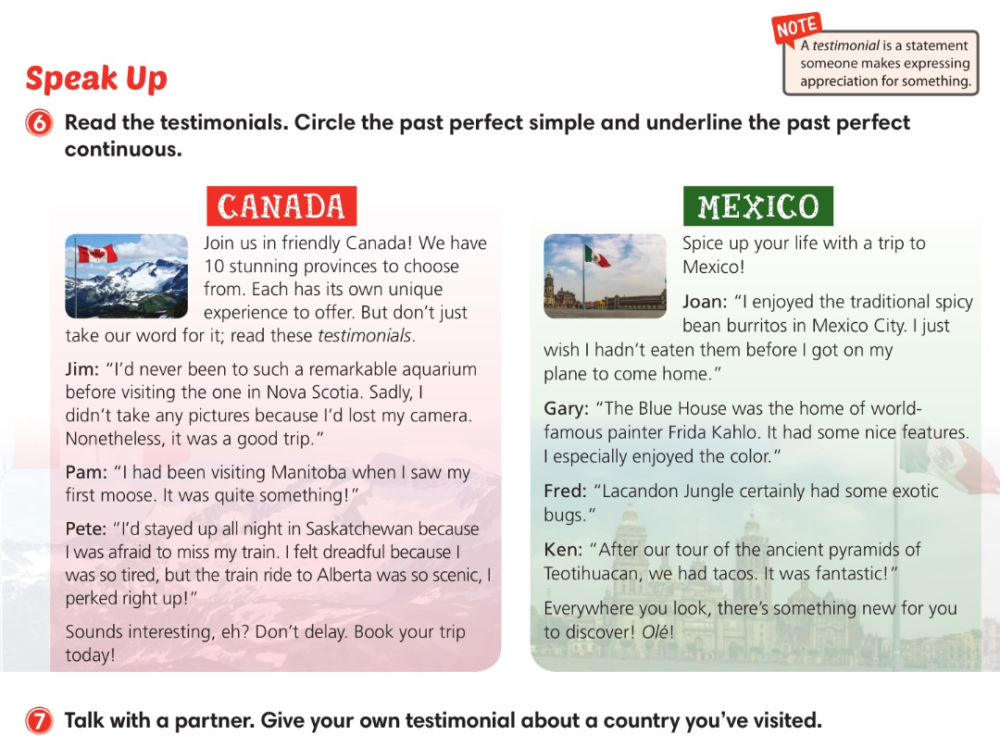 NOTE
A testimonial is a statement
someone makes expressing
appreciation for something.
Speak Up
6 Read the testimonials. Circle the past perfect simple and underline the past perfect
continuous.
CANADA
Join us in friendly Canada! We have
10 stunning provinces to choose
from. Each has its own unique
experience to offer. But don't just
take our word for it; read these testimonials.
Jim: “I'd never been to such a remarkable aquarium
before visiting the one in Nova Scotia. Sadly, I
didn't take any pictures because I'd lost my camera.
Nonetheless, it was a good trip.”
Pam: “I had been visiting Manitoba when I saw my
first moose. It was quite something!”
Pete: “I'd stayed up all night in Saskatchewan because
I was afraid to miss my train. I felt dreadful because I
was so tired, but the train ride to Alberta was so scenic, I
perked right up!”
Sounds interesting, eh? Don't delay. Book your trip
today!
MEXICO
Spice up your life with a trip to
Mexico!
Joan: “I enjoyed the traditional spicy
bean burritos in Mexico City. I just
wish I hadn't eaten them before I got on my
plane to come home.”
Gary: “The Blue House was the home of world-
famous painter Frida Kahlo. It had some nice features.
I especially enjoyed the color.”
Fred: “Lacandon Jungle certainly had some exotic
bugs.”
Ken: “After our tour of the ancient pyramids of
Teotihuacan, we had tacos. It was fantastic!”
Everywhere you look, there's something new for you
to discover! Olé!
7 Talk with a partner. Give your own testimonial about a country you've visited.